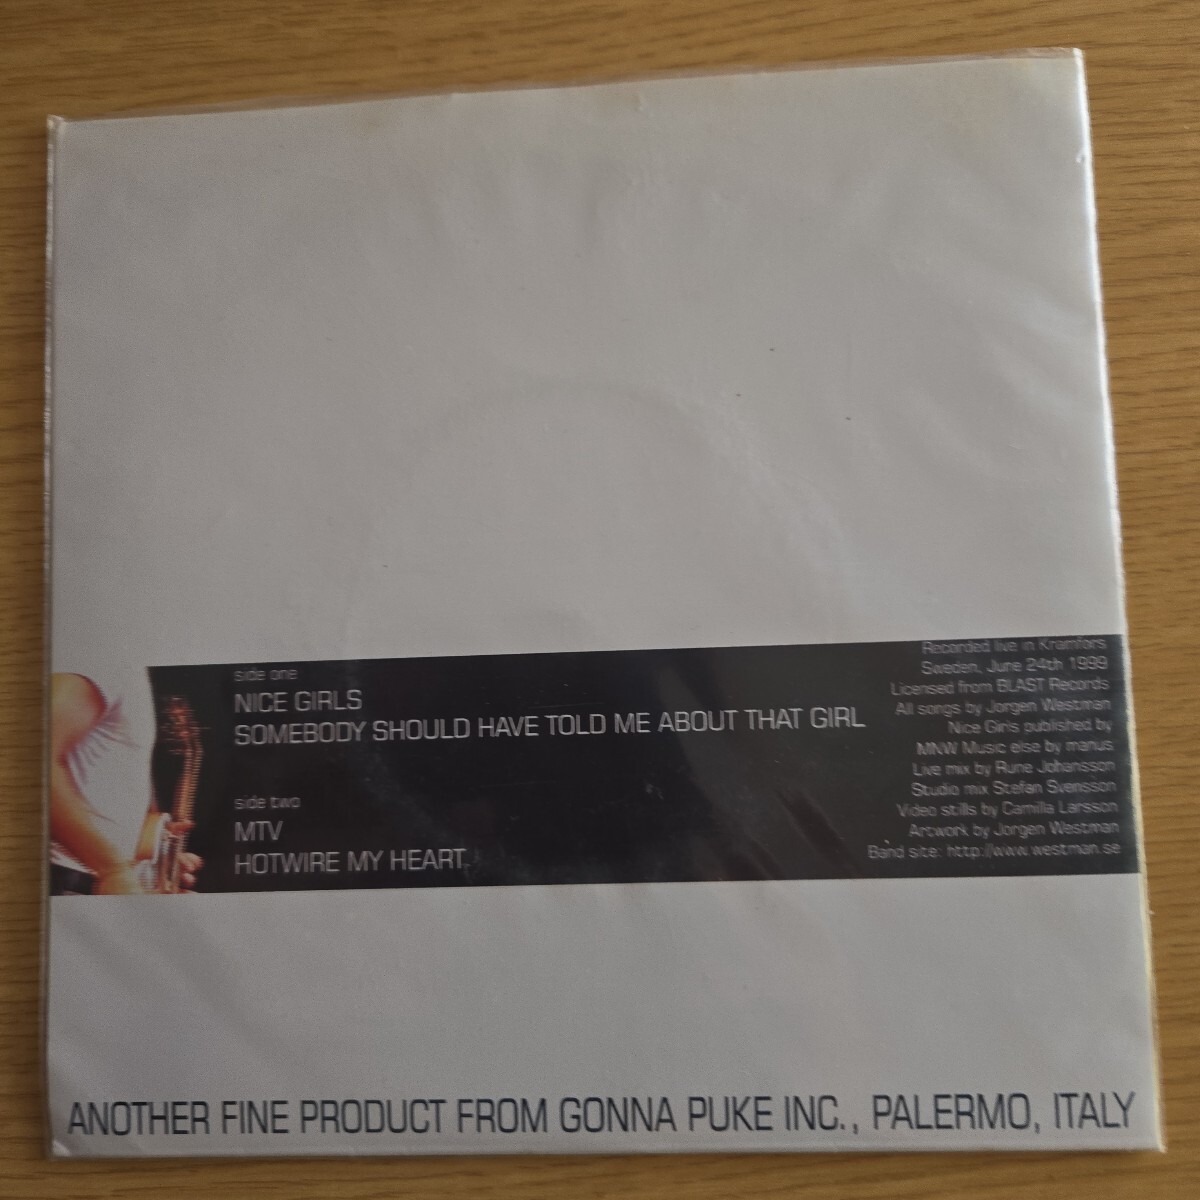 side one
NICE GIRLS
SOMEBODY SHOULD HAVE TOLD ME ABOUT THAT GIRL
side two
MTV
HOTWIRE MY HEART
Recorded live in Kramfors
Sweden, June 24th 1999
Licensed from BLAST Records
All songs by Jorgen Westman
Nice Girls published by
MNW Music else by manus
Live mix by Rune Johansson
Studio mix Stefan Svensson
Video stills by Camilla Larsson
Artwork by Jorgen Westman
Band site: http://www.westman.se
ANOTHER FINE PRODUCT FROM GONNA PUKE INC., PALERMO, ITALY